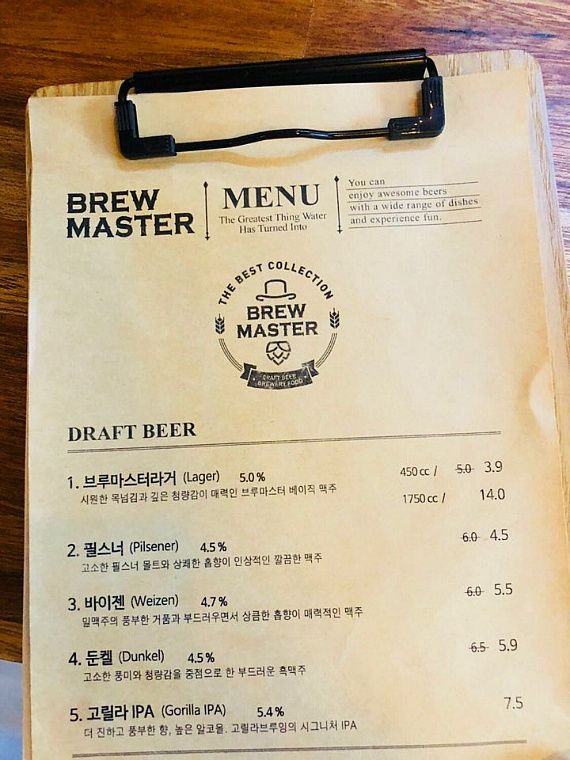 BREW
MASTER
MENU
The Greatest Thing Water
Has Turned Into
You can
enjoy awesome beers
with a wide range of dishes
and experience fun.
THE BEST COLLECTION
BREW
MASTER
DRAFT BEER
BREWERY FOOD
DRAFT BEER
1. 브루마스터라거 (Lager) 5.0 % 450 cc / 5.0 3.9
시원한 목넘김과 깊은 청량감이 매력인 브루마스터 베이직 맥주 1750 cc / 14.0
2. 필스너 (Pilsener) 4.5 % 6.0 4.5
고소한 필스너 몰트와 상쾌한 홉향이 인상적인 깔끔한 맥주
3. 바이젠 (Weizen) 4.7 % 6.0 5.5
밀맥주의 풍부한 거품과 부드러우면서 상큼한 홉향이 매력적인 맥주
4. 둔켈 (Dunkel) 4.5 % 6.5 5.9
고소한 풍미와 청량감을 중점으로 한 부드러운 흑맥주
5. 고릴라 IPA (Gorilla IPA) 5.4 % 7.5
더 진하고 풍부한 향, 높은 알코올. 고릴라브루잉의 시그니처 IPA